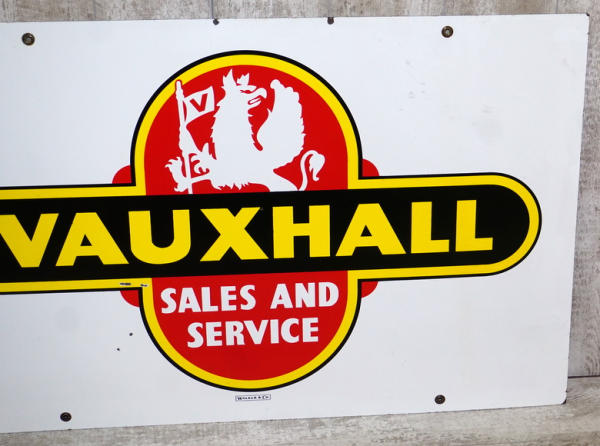 V
VAUXHALL
SALES AND
SERVICE